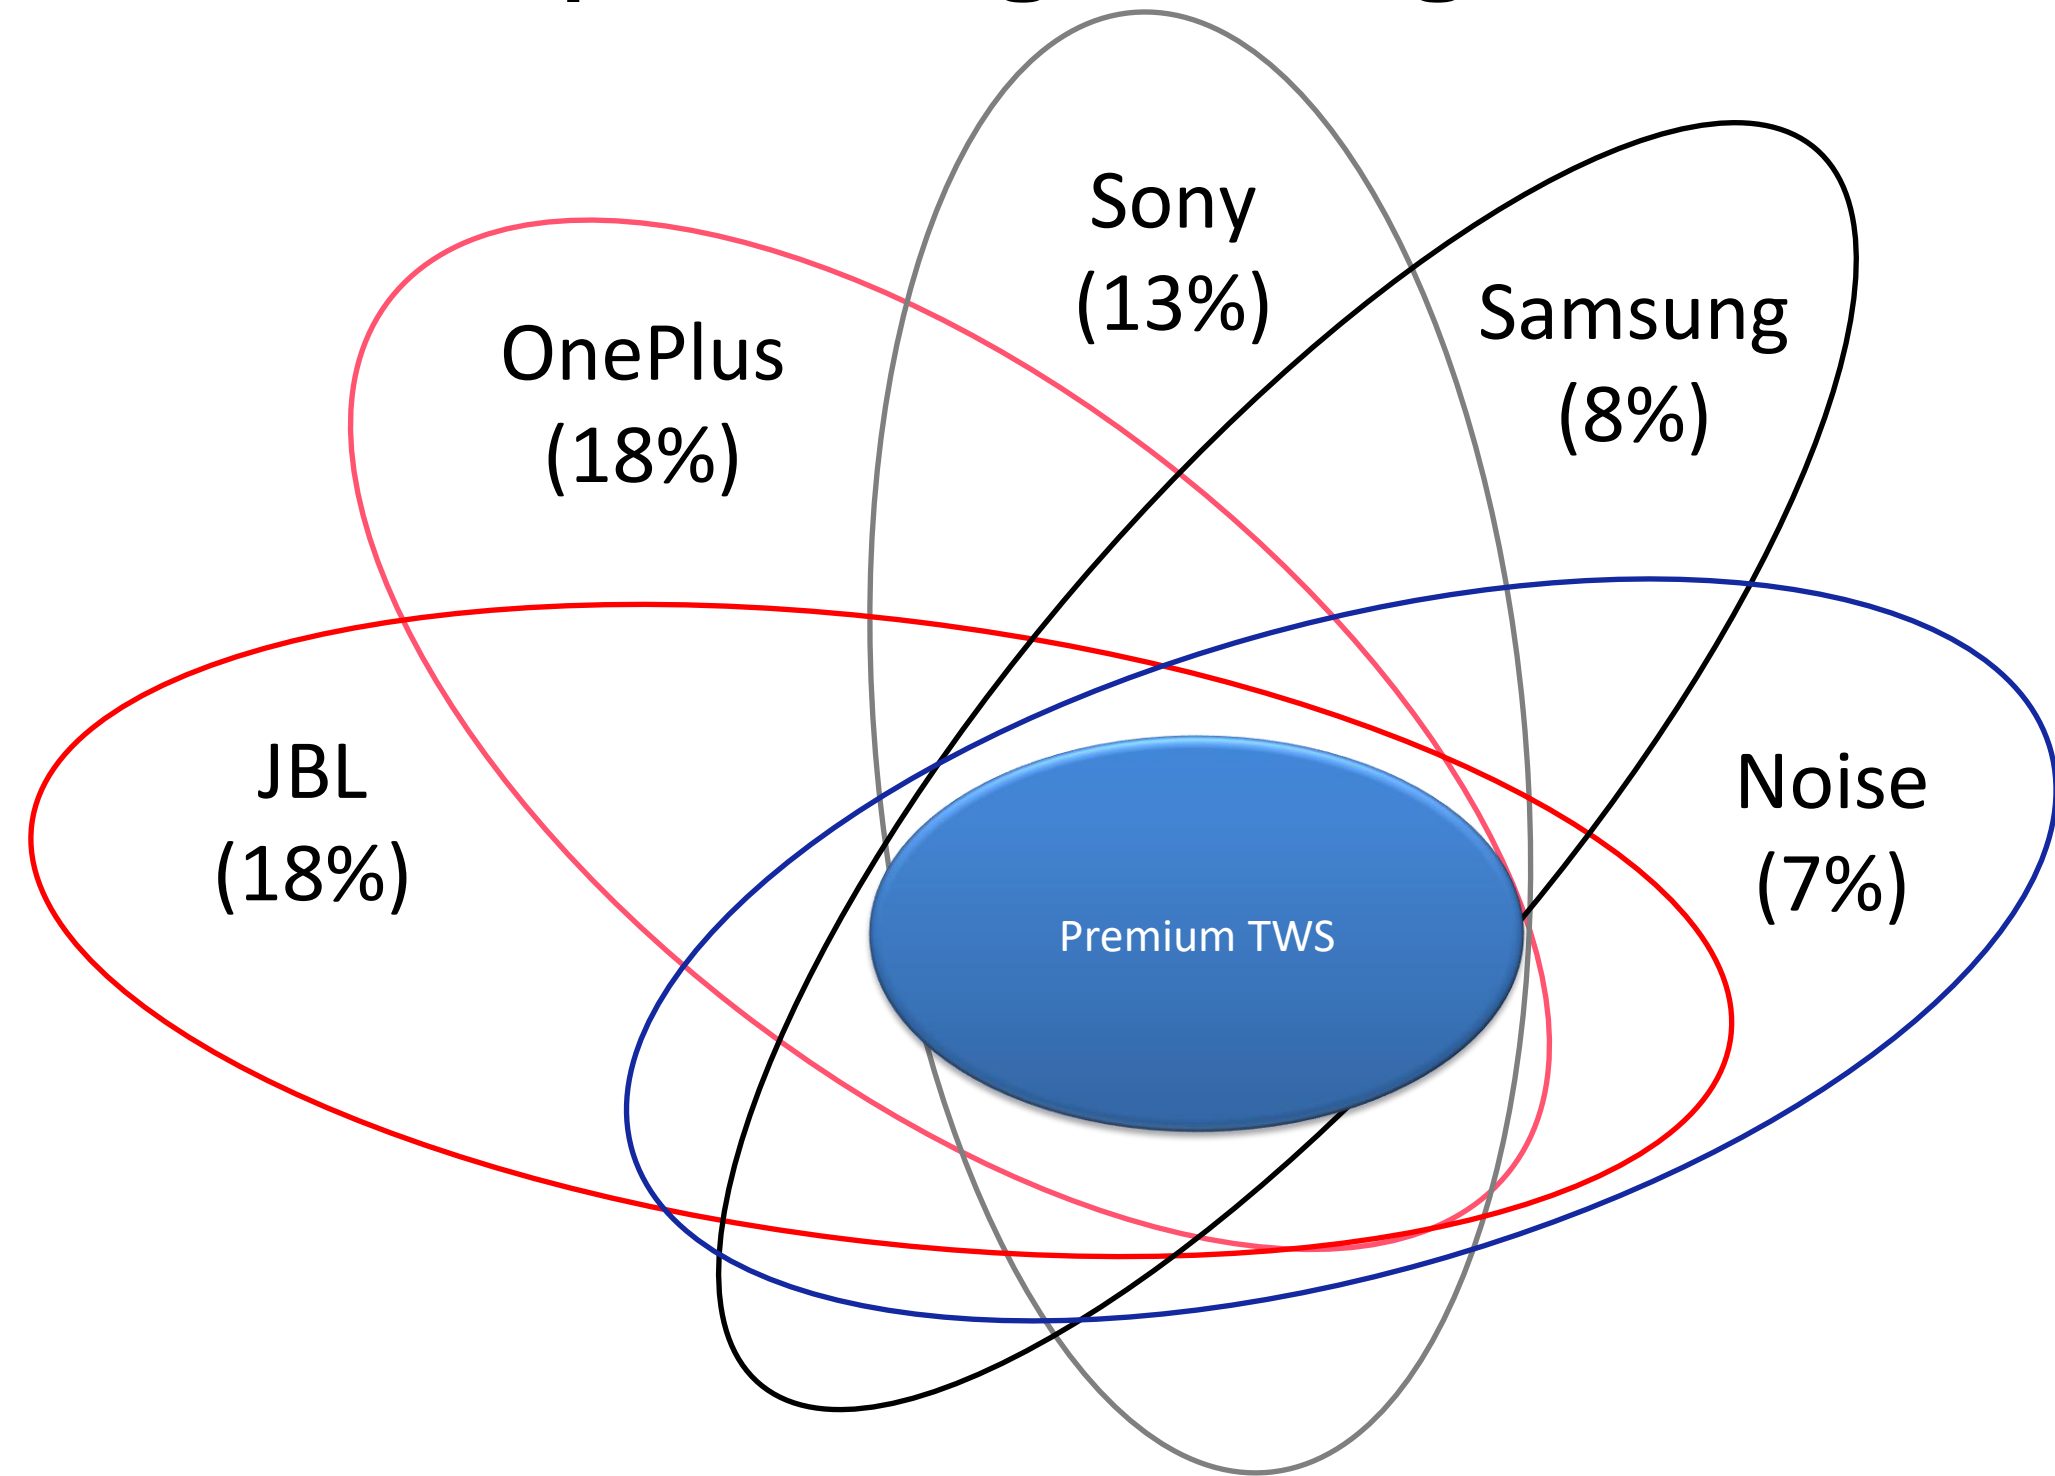 Sony
(13%)
Samsung
(8%)
OnePlus
(18%)
JBL
(18%)
Noise
(7%)
Premium TWS